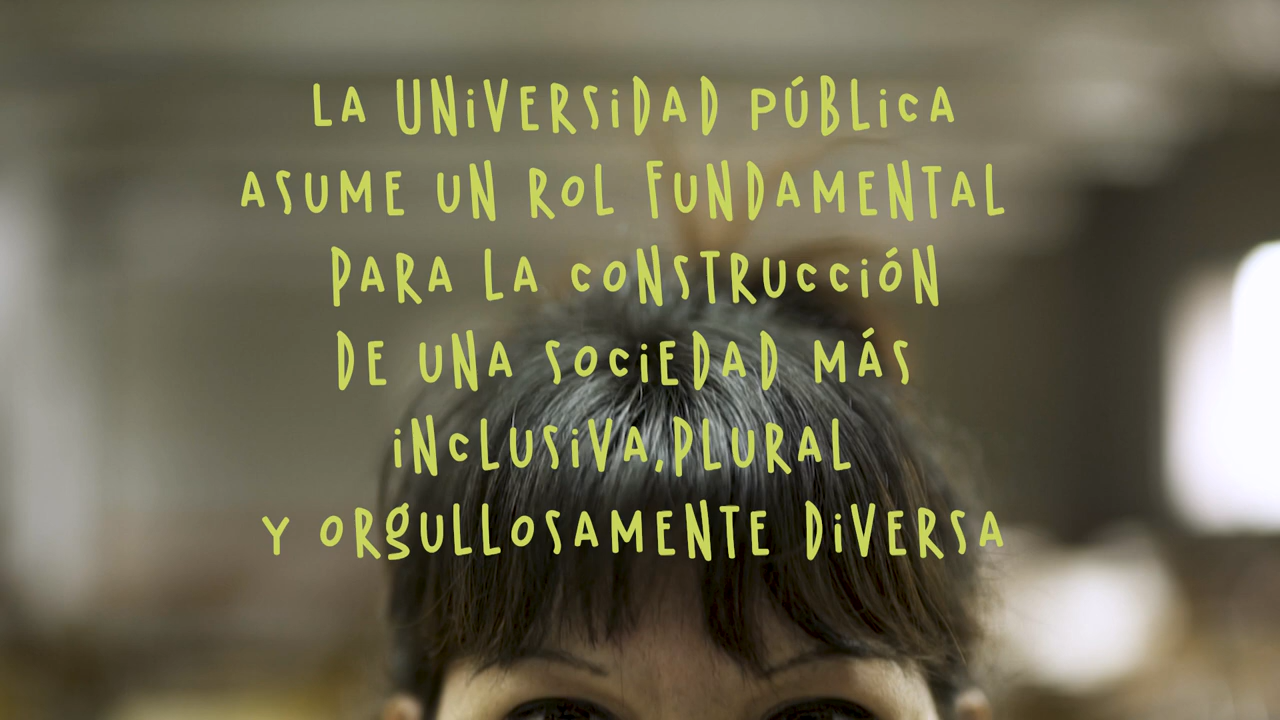 LA UNiVERSiDAD PÚBLiCA
ASUME UN ROL FUNDAMENTAL
PARA LA CONSTRUCCiÓN
DE UNA SOCiEDAD MÁS
iNCLUSiVA,PLURAL
Y ORGULLOSAMENTE DiVERSA